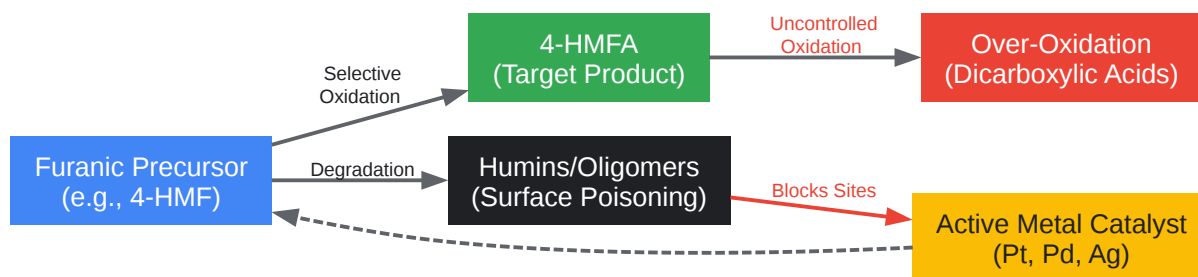 4-HMFA
(Target Product)
Uncontrolled
Oxidation
Over-Oxidation
(Dicarboxylic Acids)
Selective
Oxidation
Furanic Precursor
(e.g., 4-HMF)
Degradation
Humins/Oligomers
(Surface Poisoning)
Blocks Sites
Active Metal Catalyst
(Pt, Pd, Ag)